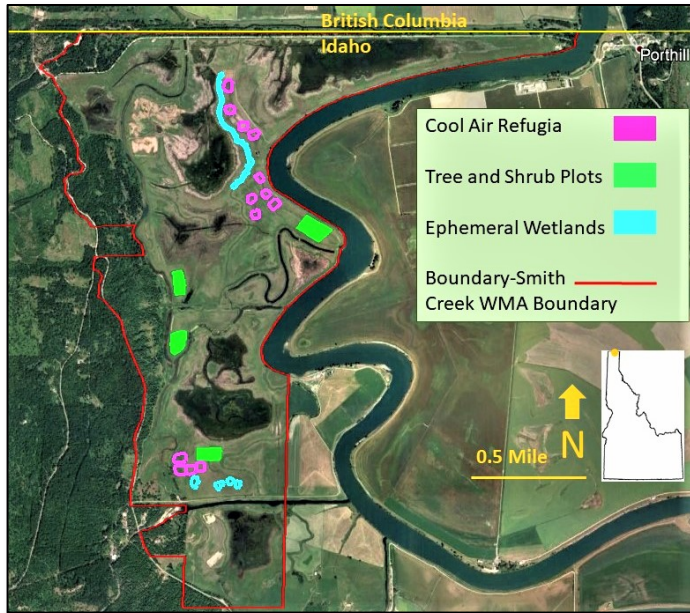 British Columbia
Idaho
Porthill
Cool Air Refugia
Tree and Shrub Plots
Ephemeral Wetlands
Boundary-Smith
Creek WMA Boundary
0.5 Mile
N